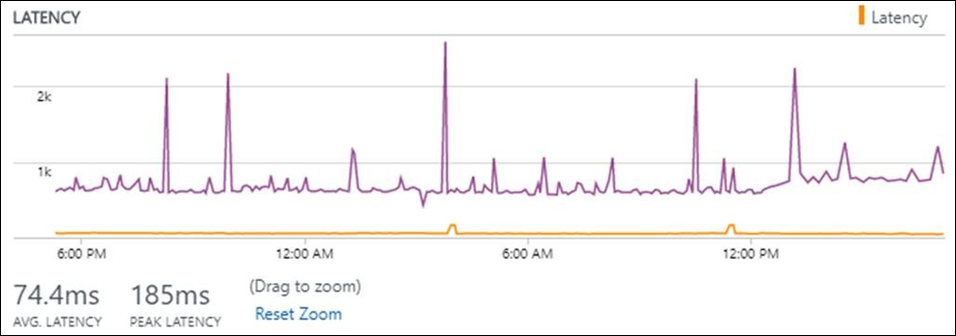 LATENCY
Latency
2k
1k
6:00 PM 12:00 AM 6:00 AM 12:00 PM
74.4ms 185ms (Drag to zoom)
AVG. LATENCY PEAK LATENCY Reset Zoom